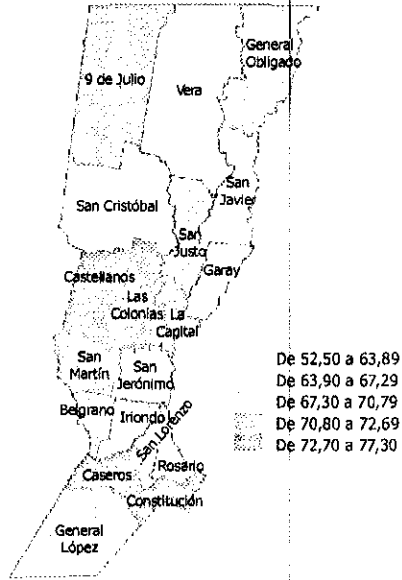 General
Obligado
9 de Julio
Vera
San
Javier
San Cristóbal
San
Justo
Garay
Castellanos
Las
Colonias
La
Capital
San
Martín
San
Jerónimo
Belgrano
Iriondo
San Lorenzo
Caseros
Rosario
Constitución
General
López
De 52,50 a 63,89
De 63,90 a 67,29
De 67,30 a 70,79
De 70,80 a 72,69
De 72,70 a 77,30